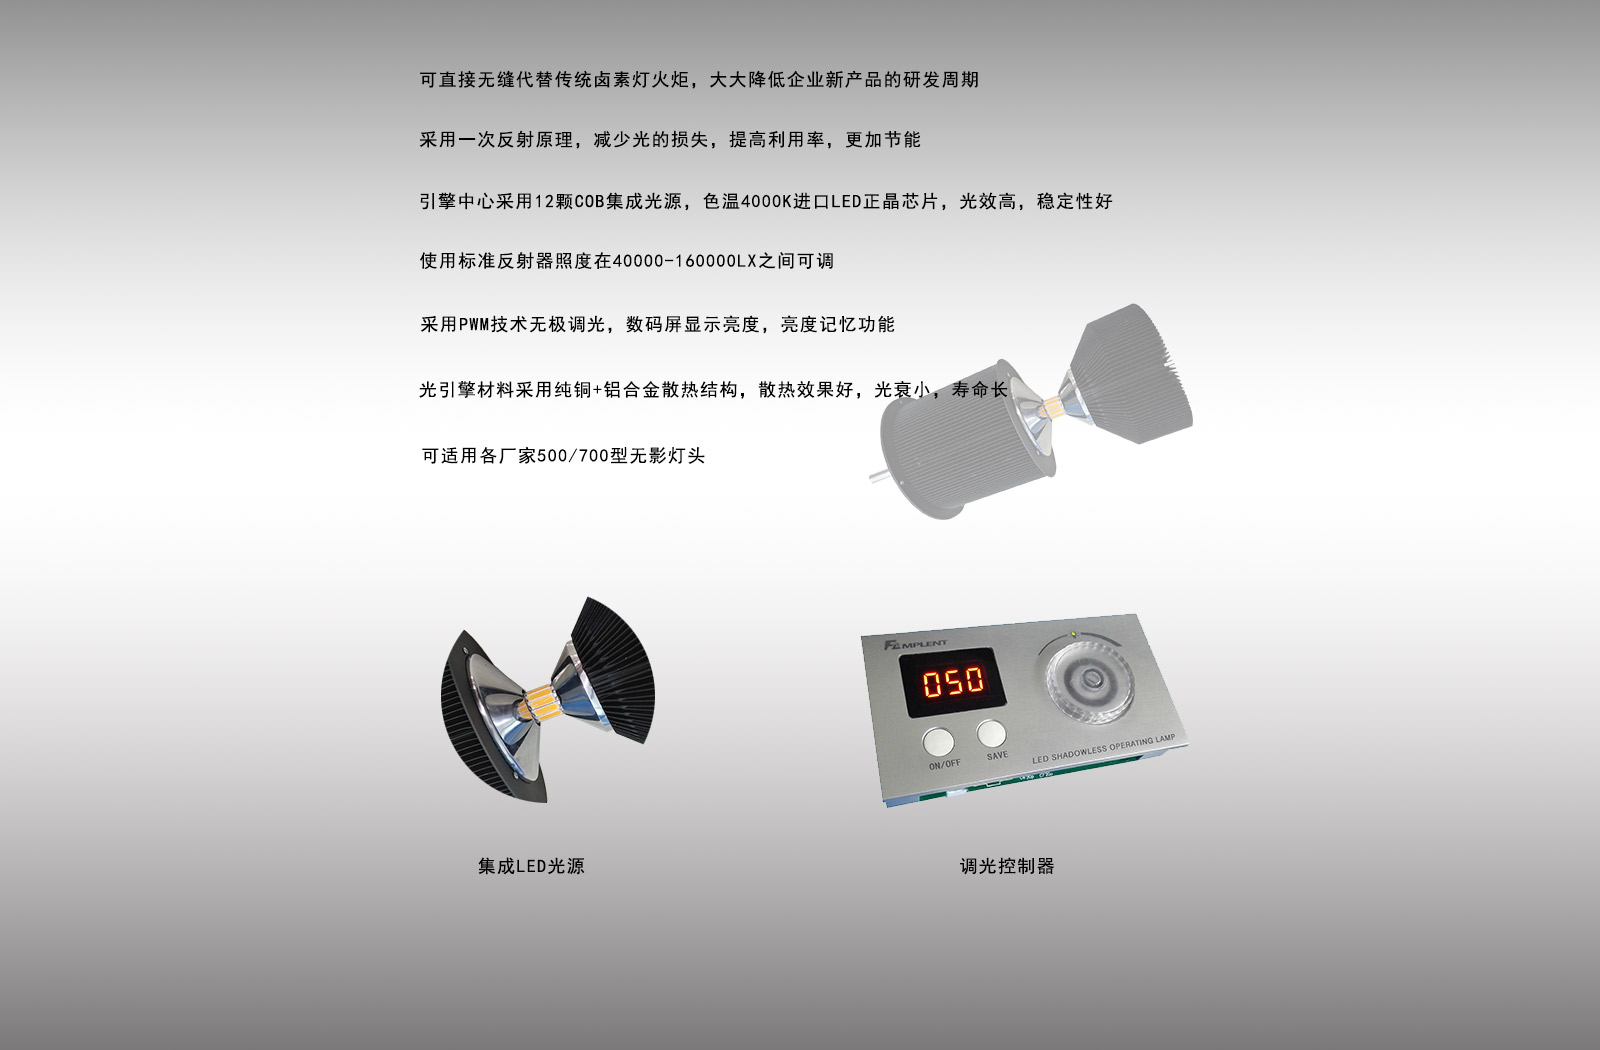 可直接无缝代替传统卤素灯火炬，大大降低企业新产品的研发周期
采用一次反射原理，减少光的损失，提高利用率，更加节能
引擎中心采用12颗COB集成光源，色温4000K进口LED正晶芯片，光效高，稳定性好
使用标准反射器照度在40000-160000LX之间可调
采用PWM技术无极调光，数码屏显示亮度，亮度记忆功能
光引擎材料采用纯铜+铝合金散热结构，散热效果好，光衰小，寿命长
可适用各厂家500/700型无影灯头
050
ON/OFF
SAVE
LED SHADOWLESS OPERATING LAMP
集成LED光源
调光控制器